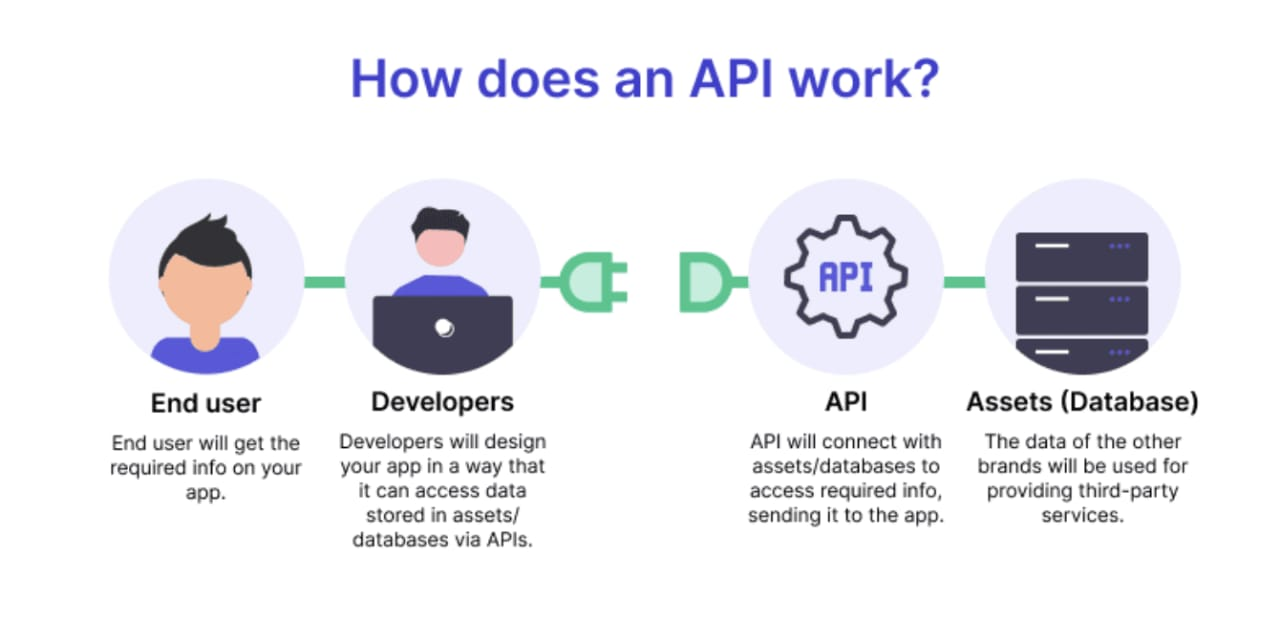 How does an API work?
API
End user
End user will get the
required info on your
app.
Developers
Developers will design
your app in a way that
it can access data
stored in assets/
databases via APIs.
API
API will connect with
assets/databases to
access required info,
sending it to the app.
Assets (Database)
The data of the other
brands will be used for
providing third-party
services.